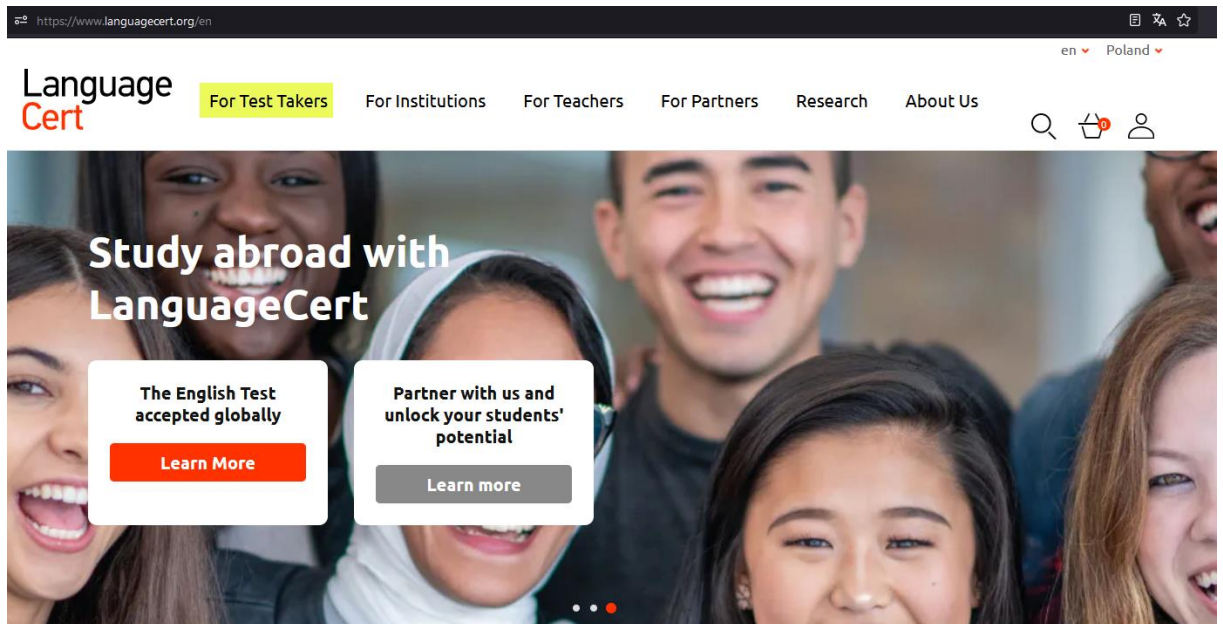 https://www.languagecert.org/en
en Poland
Language
Cert
For Test Takers For Institutions For Teachers For Partners Research About Us
0
Study abroad with
LanguageCert
The English Test
accepted globally
Learn More
Partner with us and
unlock your students'
potential
Learn more